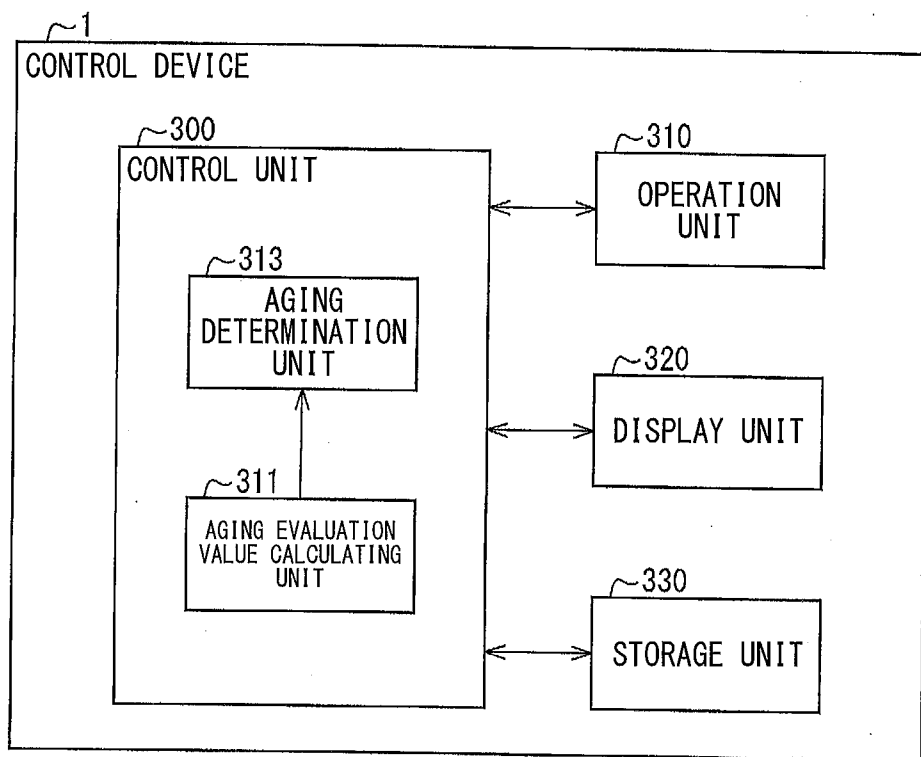 1
CONTROL DEVICE
300
CONTROL UNIT
310
OPERATION
UNIT
313
AGING
DETERMINATION
UNIT
320
DISPLAY UNIT
311
AGING EVALUATION
VALUE CALCULATING
UNIT
330
STORAGE UNIT